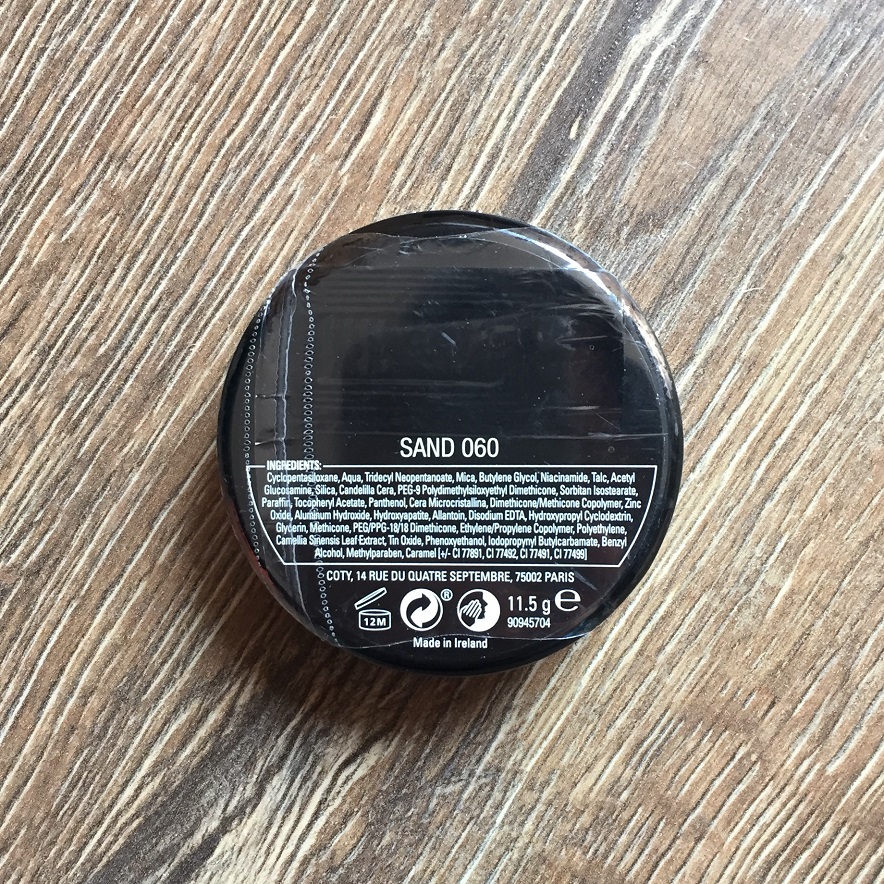 SAND 060
INGREDIENTS:
Cyclopentasiloxane, Aqua, Tridecyl Neopentanoate, Mica, Butylene Glycol, Niacinamide, Talc, Acetyl
Glucosamine, Silica, Candelilla Cera, PEG-9 Polydimethylsiloxyethyl Dimethicone, Sorbitan Isostearate,
Paraffin, Tocopheryl Acetate, Panthenol, Cera Microcristallina, Dimethicone/Methicone Copolymer, Zinc
Oxide, Aluminum Hydroxide, Hydroxyapatite, Allantoin, Disodium EDTA, Hydroxypropyl Cyclodextrin,
Glycerin, Methicone, PEG/PPG-18/18 Dimethicone, Ethylene/Propylene Copolymer, Polyethylene,
Camellia Sinensis Leaf Extract, Tin Oxide, Phenoxyethanol, Iodopropynyl Butylcarbamate, Benzyl
Alcohol, Methylparaben, Caramel [+/- CI 77891, CI 77492, CI 77491, CI 77499]
COTY, 14 RUE DU QUATRE SEPTEMBRE, 75002 PARIS
12M ® 11.5 g e
90945704
Made in Ireland